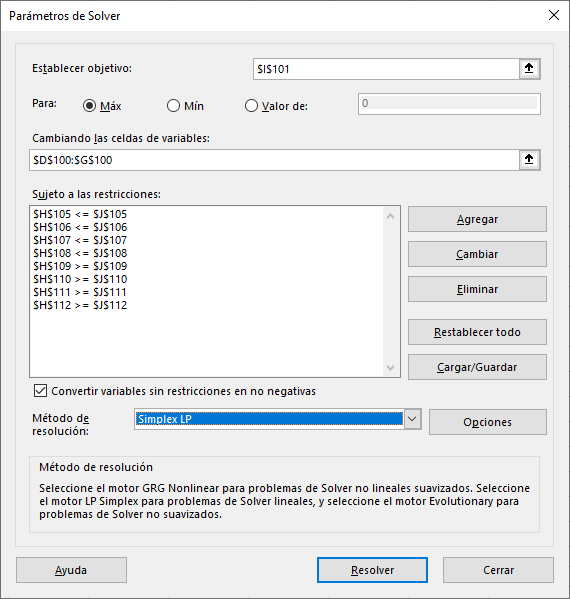 Parámetros de Solver
Establecer objetivo:
$I$101
Para:
Máx
Mín
Valor de:
0
Cambiando las celdas de variables:
$D$100:$G$100
Sujeto a las restricciones:
$H$105 <= $J$105
$H$106 <= $J$106
$H$107 <= $J$107
$H$108 <= $J$108
$H$109 >= $J$109
$H$110 >= $J$110
$H$111 >= $J$111
$H$112 >= $J$112
Agregar
Cambiar
Eliminar
Restablecer todo
Cargar/Guardar
Convertir variables sin restricciones en no negativas
Método de
resolución:
Simplex LP
Opciones
Método de resolución
Seleccione el motor GRG Nonlinear para problemas de Solver no lineales suavizados. Seleccione
el motor LP Simplex para problemas de Solver lineales, y seleccione el motor Evolutionary para
problemas de Solver no suavizados.
Ayuda
Resolver
Cerrar